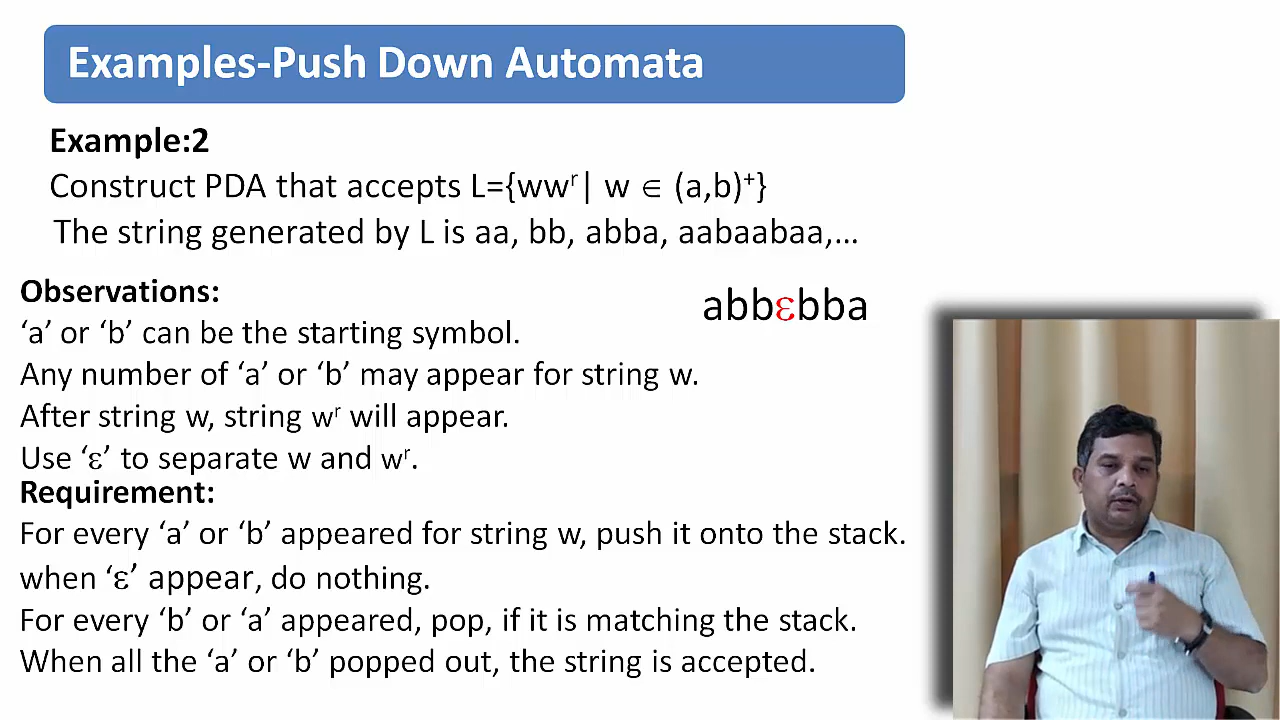 Examples-Push Down Automata
Example:2
Construct PDA that accepts L={wwʳ| w ∈ (a,b)⁺}
The string generated by L is aa, bb, abba, aabaabaa,...
Observations:
abbεbba
‘a’ or ‘b’ can be the starting symbol.
Any number of ‘a’ or ‘b’ may appear for string w.
After string w, string wʳ will appear.
Use ‘ε’ to separate w and wʳ.
Requirement:
For every ‘a’ or ‘b’ appeared for string w, push it onto the stack.
when ‘ε’ appear, do nothing.
For every ‘b’ or ‘a’ appeared, pop, if it is matching the stack.
When all the ‘a’ or ‘b’ popped out, the string is accepted.